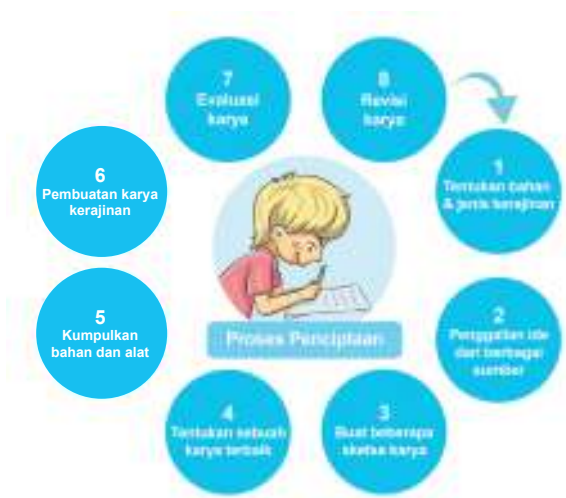 1
Tentukan bahan
& jenis kerajinan
2
Penggalian ide
dari berbagai
sumber
3
Buat beberapa
sketsa karya
4
Tentukan sebuah
karya terbaik
5
Kumpulkan
bahan dan alat
6
Pembuatan karya
kerajinan
7
Evaluasi
karya
8
Revisi
karya
Proses Penciptaan